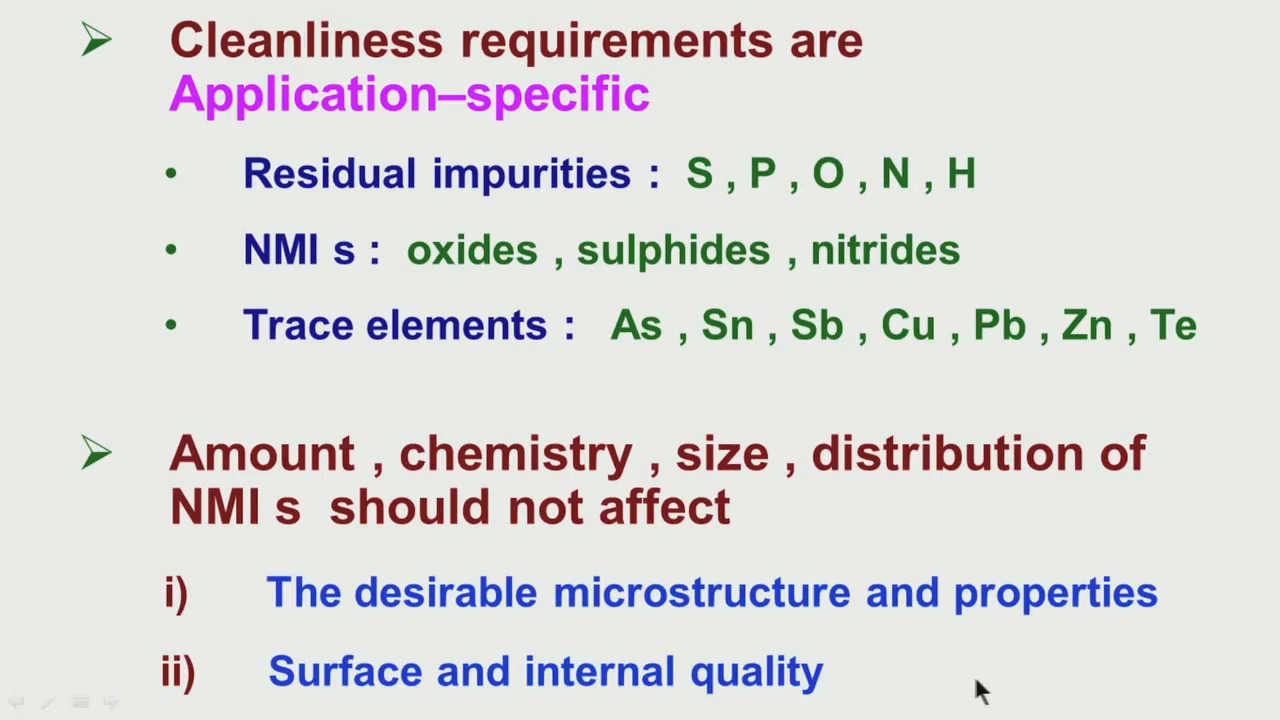 Cleanliness requirements are
Application–specific
• Residual impurities : S , P , O , N , H
• NMI s : oxides , sulphides , nitrides
• Trace elements : As , Sn , Sb , Cu , Pb , Zn , Te
Amount , chemistry , size , distribution of
NMI s should not affect
i) The desirable microstructure and properties
ii) Surface and internal quality